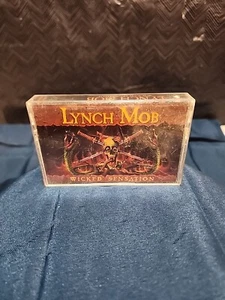 LYNCH MOB
WICKED SENSATION